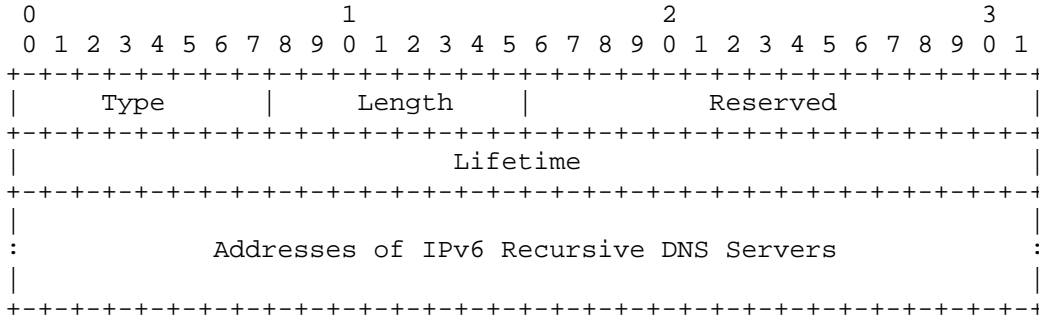 0                   1                   2                   3
 0 1 2 3 4 5 6 7 8 9 0 1 2 3 4 5 6 7 8 9 0 1 2 3 4 5 6 7 8 9 0 1
+-+-+-+-+-+-+-+-+-+-+-+-+-+-+-+-+-+-+-+-+-+-+-+-+-+-+-+-+-+-+-+-+
|     Type      |     Length    |           Reserved            |
+-+-+-+-+-+-+-+-+-+-+-+-+-+-+-+-+-+-+-+-+-+-+-+-+-+-+-+-+-+-+-+-+
|                           Lifetime                            |
+-+-+-+-+-+-+-+-+-+-+-+-+-+-+-+-+-+-+-+-+-+-+-+-+-+-+-+-+-+-+-+-+
|                                                               |
:            Addresses of IPv6 Recursive DNS Servers            :
|                                                               |
+-+-+-+-+-+-+-+-+-+-+-+-+-+-+-+-+-+-+-+-+-+-+-+-+-+-+-+-+-+-+-+-+